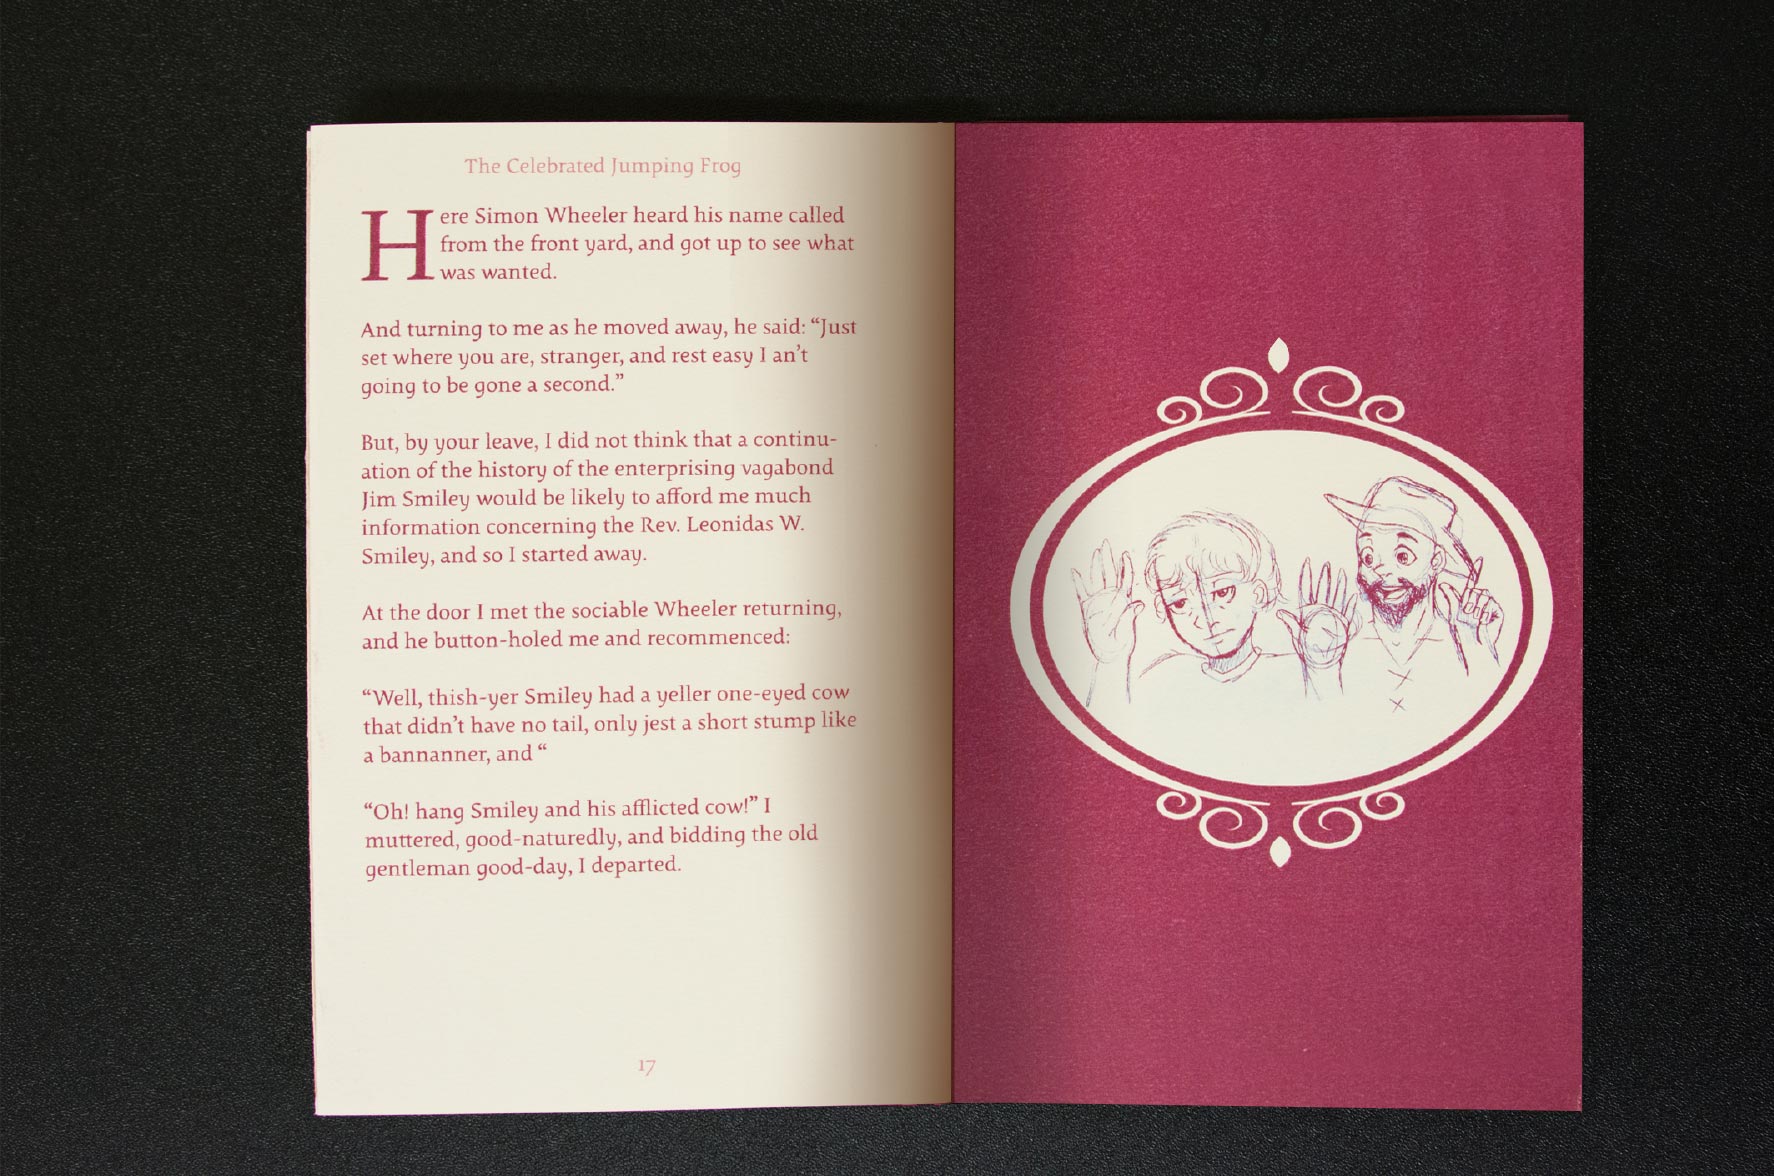 The Celebrated Jumping Frog
Here Simon Wheeler heard his name called
from the front yard, and got up to see what
was wanted.
And turning to me as he moved away, he said: “Just
set where you are, stranger, and rest easy I an’t
going to be gone a second.”
But, by your leave, I did not think that a continu-
ation of the history of the enterprising vagabond
Jim Smiley would be likely to afford me much
information concerning the Rev. Leonidas W.
Smiley, and so I started away.
At the door I met the sociable Wheeler returning,
and he button-holed me and recommenced:
“Well, thish-yer Smiley had a yeller one-eyed cow
that didn’t have no tail, only jest a short stump like
a bannanner, and “
“Oh! hang Smiley and his afflicted cow!” I
muttered, good-naturedly, and bidding the old
gentleman good-day, I departed.
17